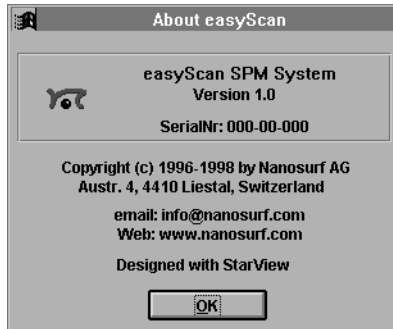 About easyScan
easyScan SPM System
Version 1.0
SerialNr: 000-00-000
Copyright (c) 1996-1998 by Nanosurf AG
Austr. 4, 4410 Liestal, Switzerland
email: info@nanosurf.com
Web: www.nanosurf.com
Designed with StarView
OK